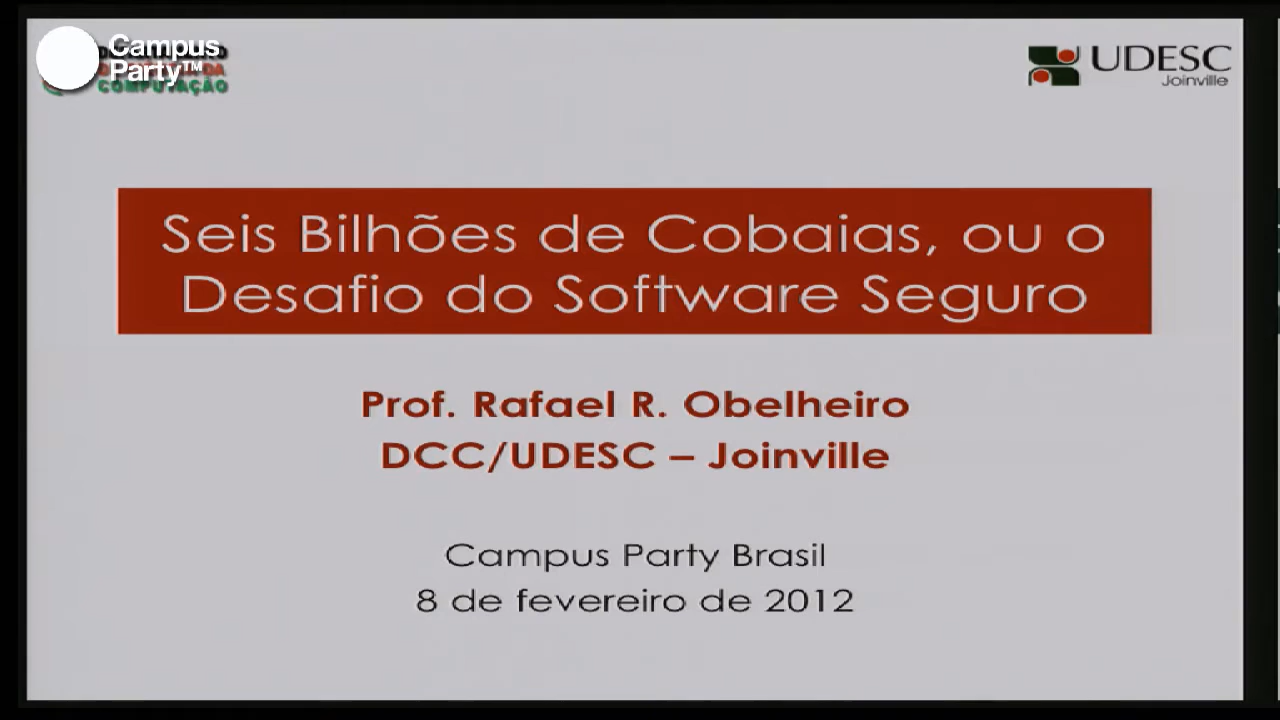 Campus
Party™
COMPUTAÇÃO
UDESC
Joinville
Seis Bilhões de Cobaias, ou o
Desafio do Software Seguro
Prof. Rafael R. Obelheiro
DCC/UDESC – Joinville
Campus Party Brasil
8 de fevereiro de 2012